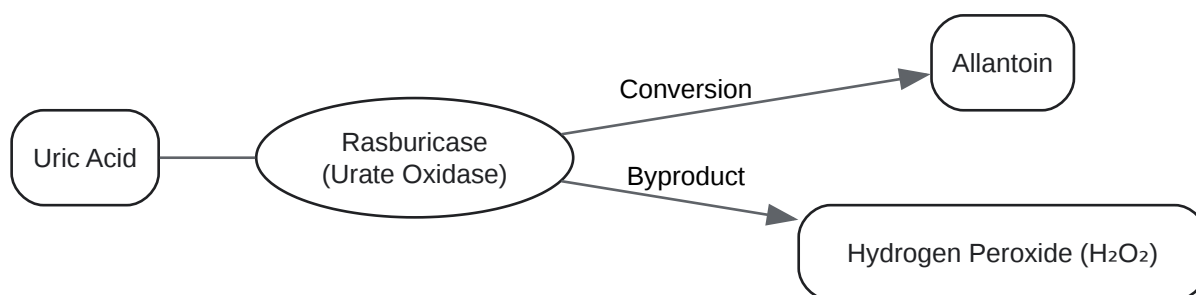 Uric Acid
Rasburicase
(Urate Oxidase)
Conversion
Allantoin
Byproduct
Hydrogen Peroxide (H₂O₂)